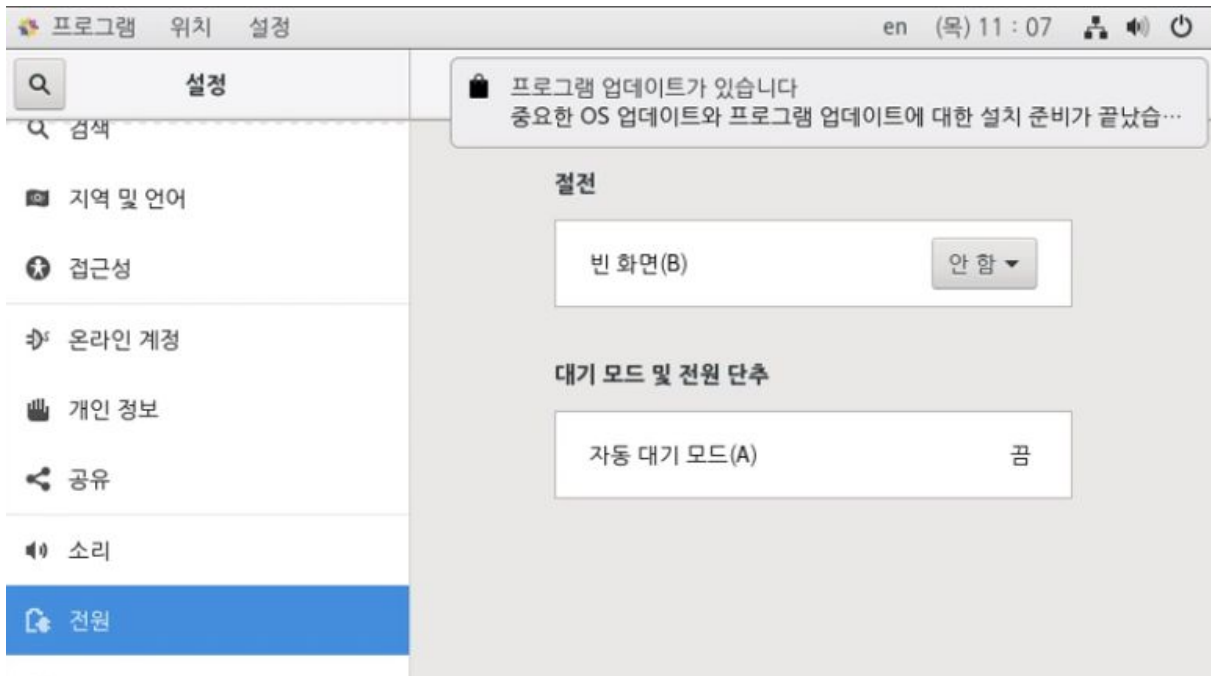 프로그램 위치 설정 en (목) 11 : 07
설정
프로그램 업데이트가 있습니다
중요한 OS 업데이트와 프로그램 업데이트에 대한 설치 준비가 끝났습…
검색
지역 및 언어
접근성
온라인 계정
개인 정보
공유
소리
전원
절전
빈 화면(B) 안 함
대기 모드 및 전원 단추
자동 대기 모드(A) 끔